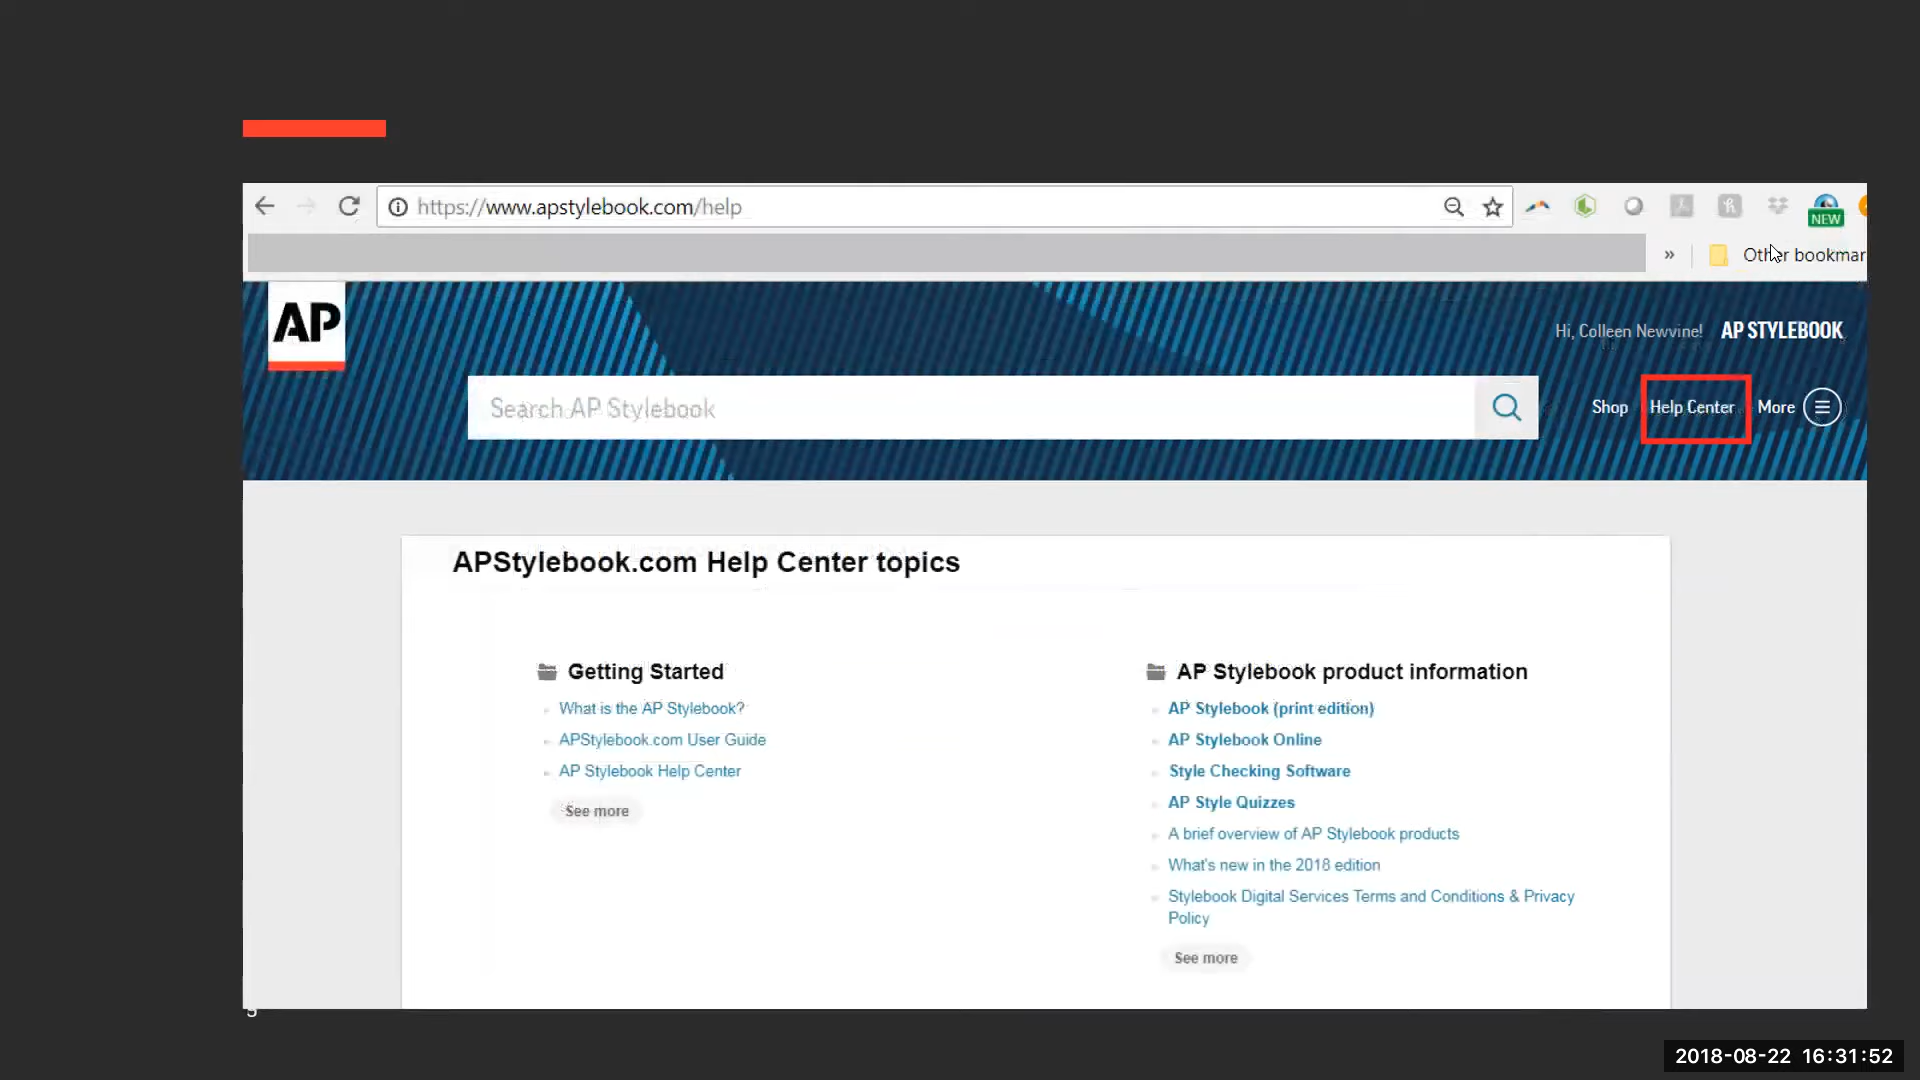 https://www.apstylebook.com/help
NEW
» Other bookmar
AP
Hi, Colleen Newvine! AP STYLEBOOK
Search AP Stylebook
Shop Help Center More
APStylebook.com Help Center topics
Getting Started
What is the AP Stylebook?
APStylebook.com User Guide
AP Stylebook Help Center
See more
AP Stylebook product information
AP Stylebook (print edition)
AP Stylebook Online
Style Checking Software
AP Style Quizzes
A brief overview of AP Stylebook products
What's new in the 2018 edition
Stylebook Digital Services Terms and Conditions & Privacy
Policy
See more
2018-08-22 16:31:52